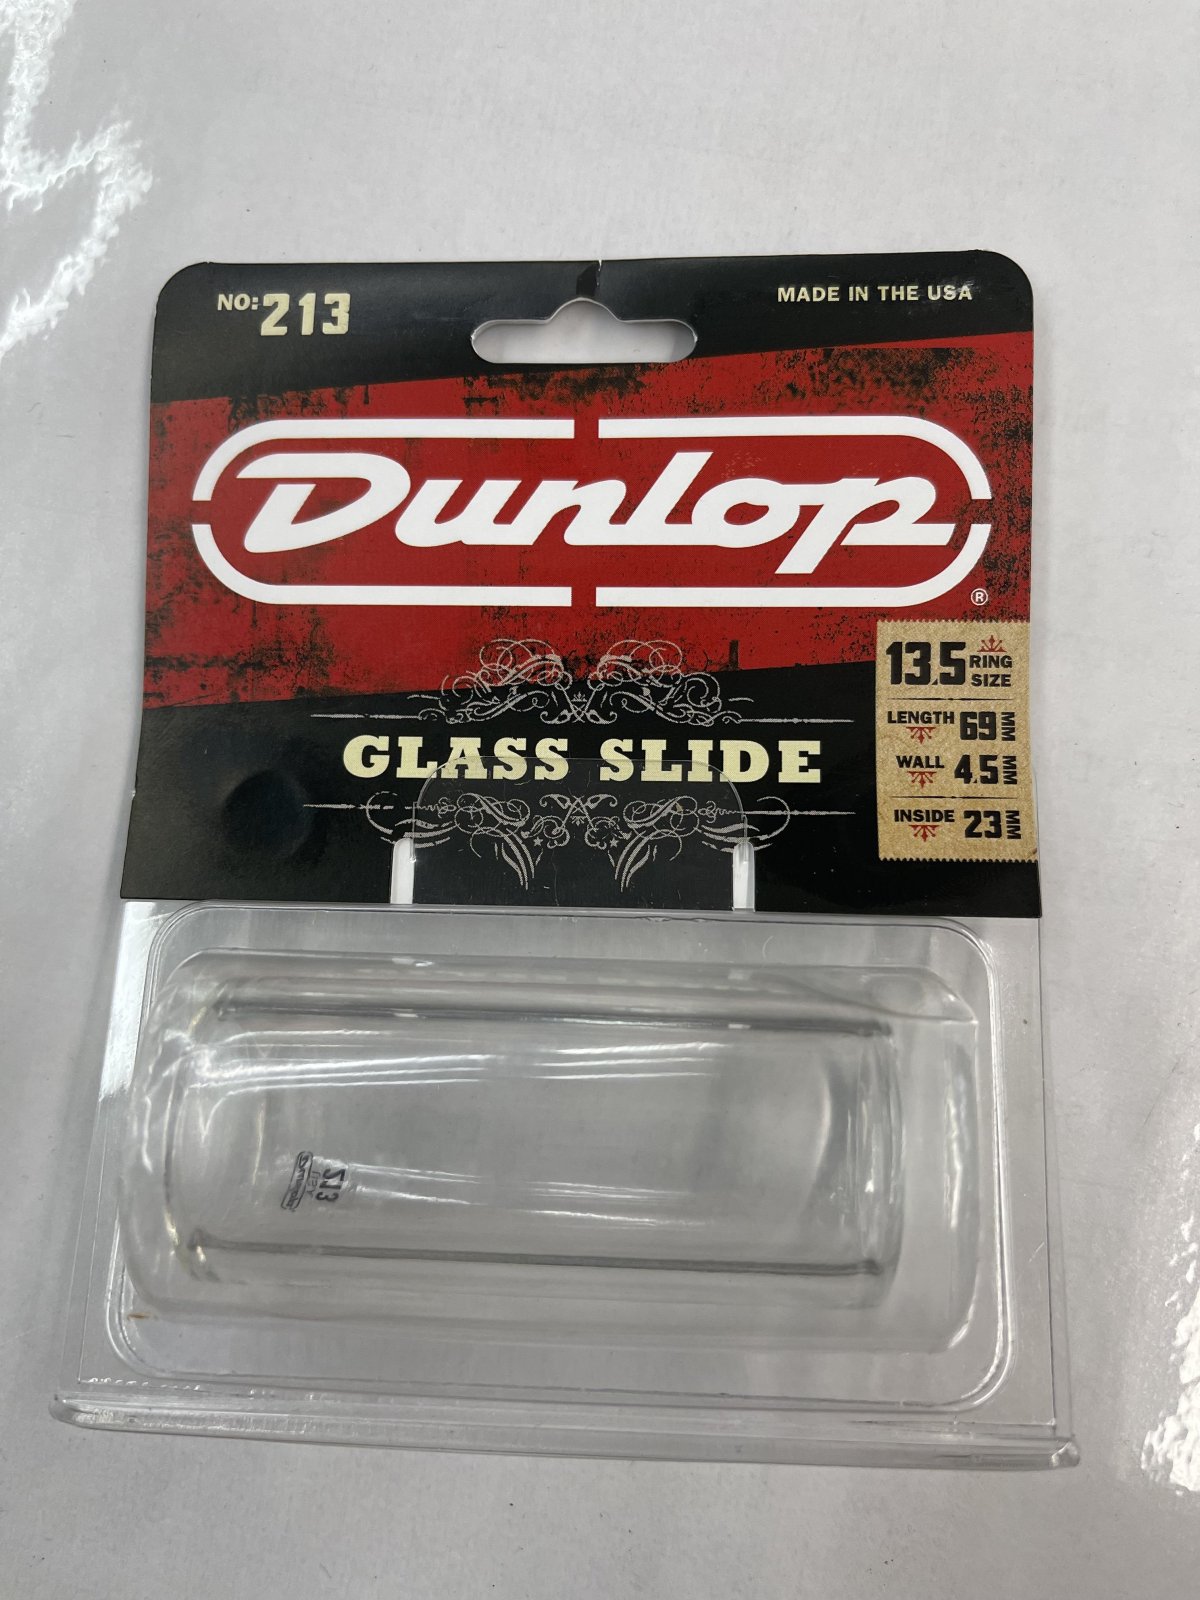 NO: 213
MADE IN THE USA
Dunlop®
GLASS SLIDE
13.5 RING SIZE
LENGTH 69 MM
WALL 4.5 MM
INSIDE 23 MM
Dunlop
213